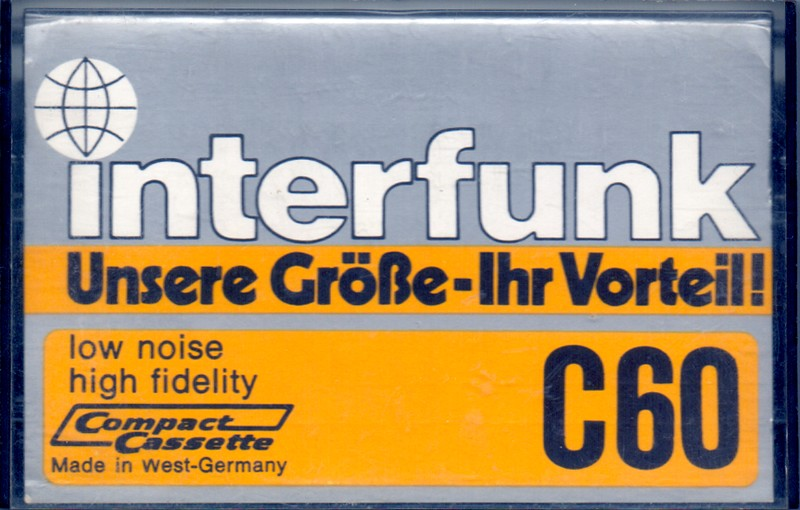 interfunk
Unsere Größe-Ihr Vorteil!
low noise
high fidelity
Compact
Cassette
Made in West-Germany
C60